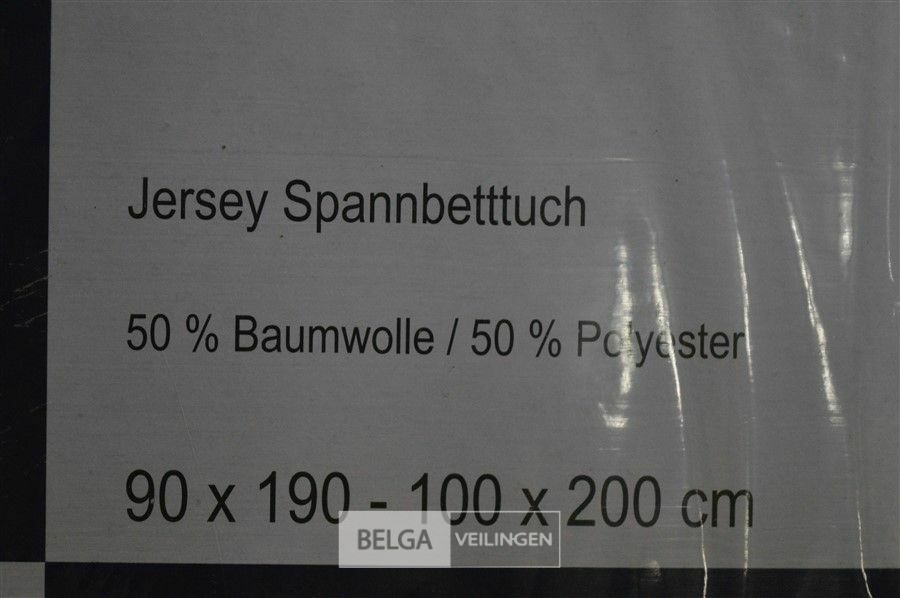 Jersey Spannbetttuch
50 % Baumwolle / 50 % Polyester
90 x 190 - 100 x 200 cm
BELGA VEILINGEN